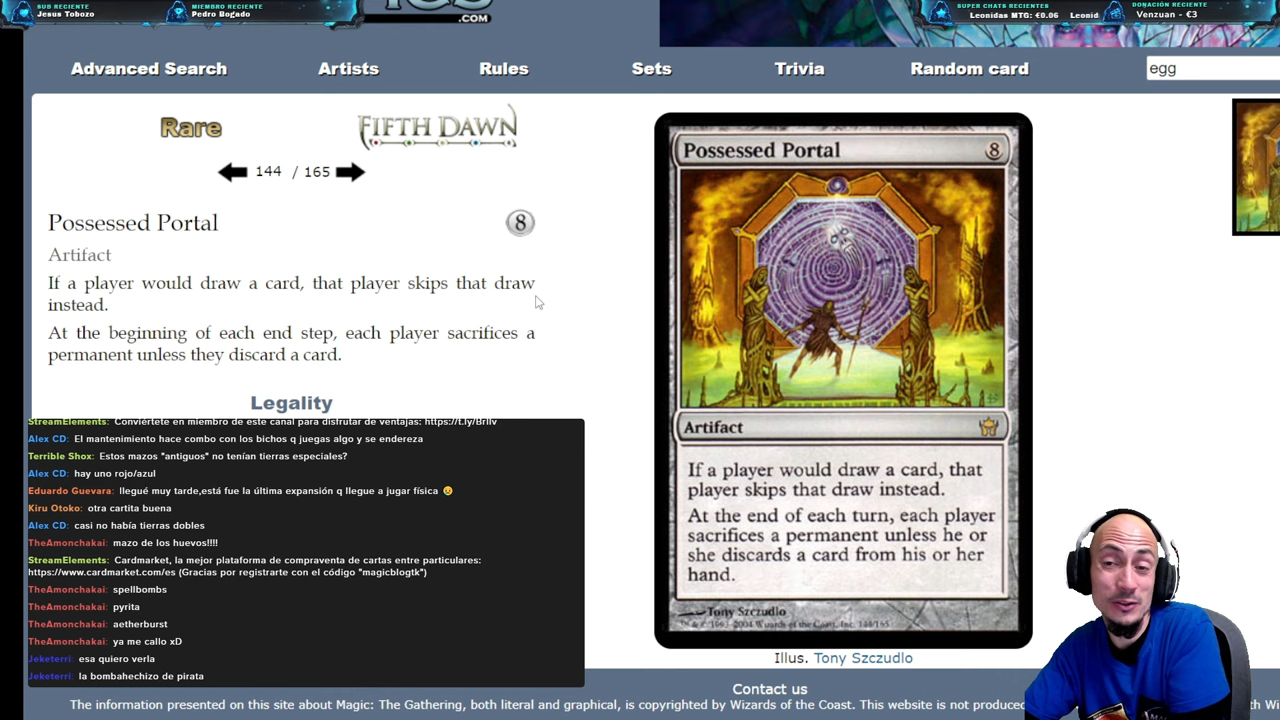 SUB RECIENTE
Jesus Tobozo
MIEMBRO RECIENTE
Pedro Bogado
.COM
SUPER CHATS RECIENTES
Leonidas MTG: €0.06 Leonid
DONACIÓN RECIENTE
Venzuan - €3
Advanced Search
Artists
Rules
Sets
Trivia
Random card
egg
Rare
FIFTH DAWN
144 / 165
Possessed Portal
8
Artifact
If a player would draw a card, that player skips that draw
instead.
At the beginning of each end step, each player sacrifices a
permanent unless they discard a card.
Legality
StreamElements: Conviértete en miembro de este canal para disfrutar de ventajas:
Alex CD: El mantenimiento hace combo con los bichos q juegas algo y se endereza
Terrible Shox: Estos mazos "antiguos" no tenían tierras especiales?
Alex CD: hay uno rojo/azul
Eduardo Guevara: llegué muy tarde,está fue la última expansión q llegue a jugar física
Kiru Otoko: otra cartita buena
Alex CD: casi no había tierras dobles
TheAmonchakai: mazo de los huevos!!!!
StreamElements: Cardmarket, la mejor plataforma de compraventa de cartas entre particulares:
https://www.cardmarket.com/es (Gracias por registrarte con el código "magicblogtk")
TheAmonchakai: spellbombs
TheAmonchakai: pyrita
TheAmonchakai: aetherburst
TheAmonchakai: ya me callo xD
Jeketerri: esa quiero verla
Jeketerri: la bombahechizo de pirata
Possessed Portal
8
Artifact
If a player would draw a card, that
player skips that draw instead.
At the end of each turn, each player
sacrifices a permanent unless he or
she discards a card from his or her
hand.
Tony Szczudlo
1993-2004 Wizards of the Coast, Inc. 144/165
Illus. Tony Szczudlo
Contact us
The information presented on this site about Magic: The Gathering, both literal and graphical, is copyrighted by Wizards of the Coast. This website is not produced